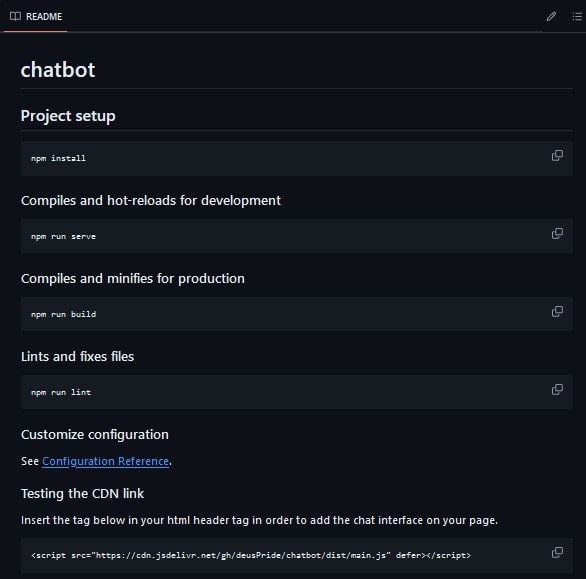 README
chatbot
Project setup
npm install
Compiles and hot-reloads for development
npm run serve
Compiles and minifies for production
npm run build
Lints and fixes files
npm run lint
Customize configuration
See Configuration Reference.
Testing the CDN link
Insert the tag below in your html header tag in order to add the chat interface on your page.
<script src="https://cdn.jsdelivr.net/gh/deusPride/chatbot/dist/main.js" defer></script>